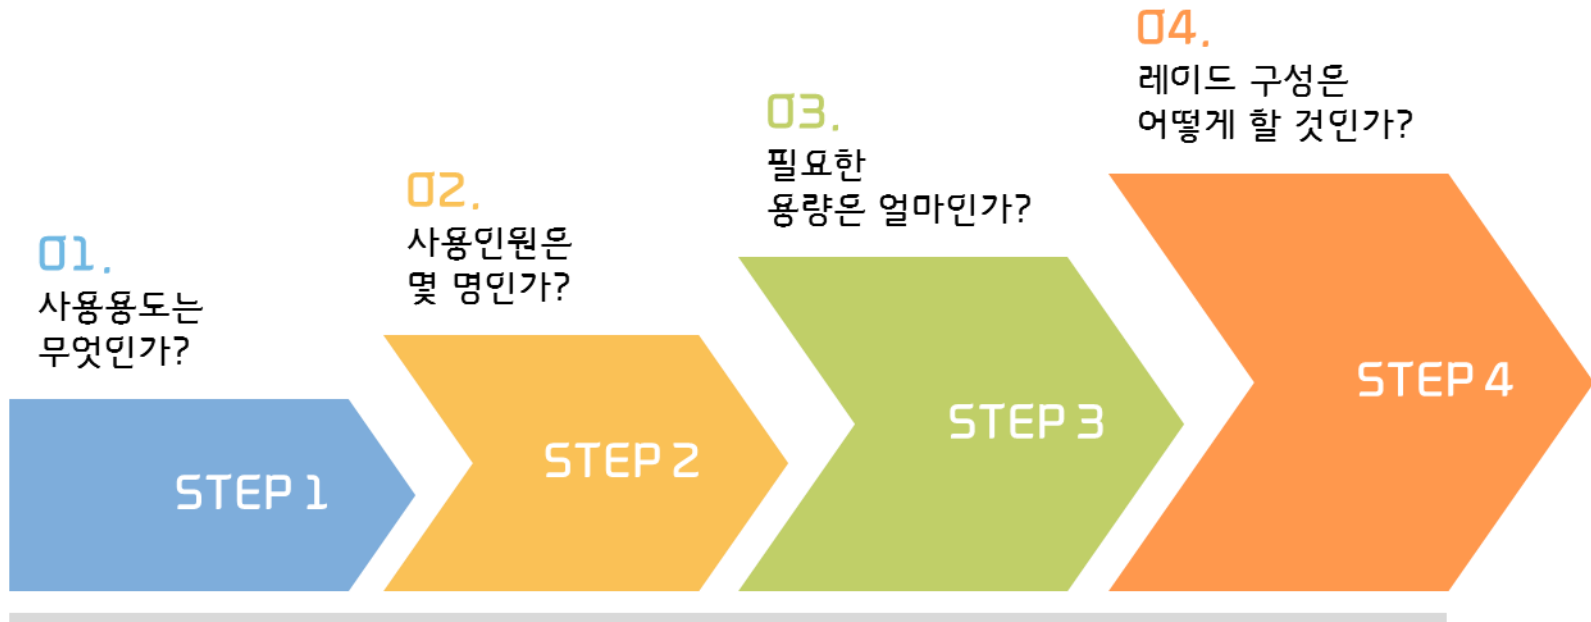 01.
사용용도는
무엇인가?
STEP 1
02.
사용인원은
몇 명인가?
STEP 2
03.
필요한
용량은 얼마인가?
STEP 3
04.
레이드 구성은
어떻게 할 것인가?
STEP 4